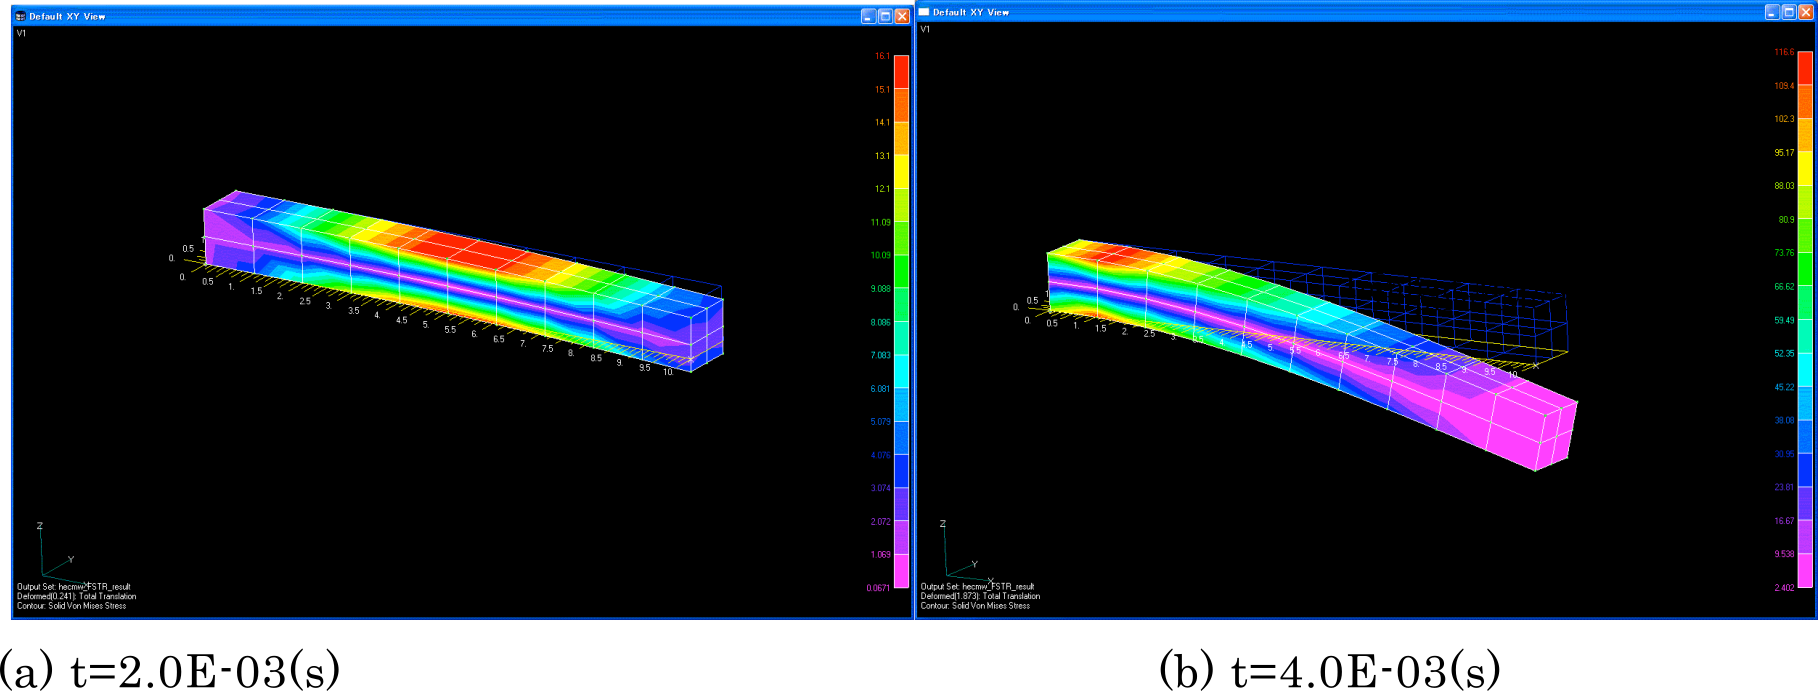 Default XY View
V1
16.1
15.1
14.1
13.1
12.1
11.09
10.09
9.088
8.086
7.083
6.081
5.079
4.076
3.074
2.072
1.069
0.0671
0.5
0.
0. 0.5 1. 1.5 2. 2.5 3. 3.5 4. 4.5 5. 5.5 6. 6.5 7. 7.5 8. 8.5 9. 9.5 10.
Z
Y
X
Output Set: hecmw_FSTR_result
Deformed(0.241): Total Translation
Contour: Solid Von Mises Stress
(a) t=2.0E-03(s)
Default XY View
V1
116.6
109.4
102.3
95.17
88.03
80.9
73.76
66.62
59.49
52.35
45.22
38.08
30.95
23.81
16.67
9.538
2.402
1
0.5
0.
0. 0.5 1. 1.5 2. 2.5 3. 3.5 4. 4.5 5. 5.5 6. 6.5 7. 7.5 8. 8.5 9. 9.5 10.
Z
Y
X
Output Set: hecmw_FSTR_result
Deformed(1.873): Total Translation
Contour: Solid Von Mises Stress
(b) t=4.0E-03(s)